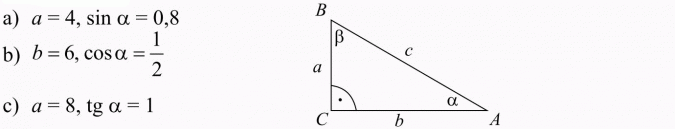 a) a = 4, sin α = 0,8
b) b = 6, cos α = 1/2
c) a = 8, tg α = 1
B
β
c
a
α
C
b
A